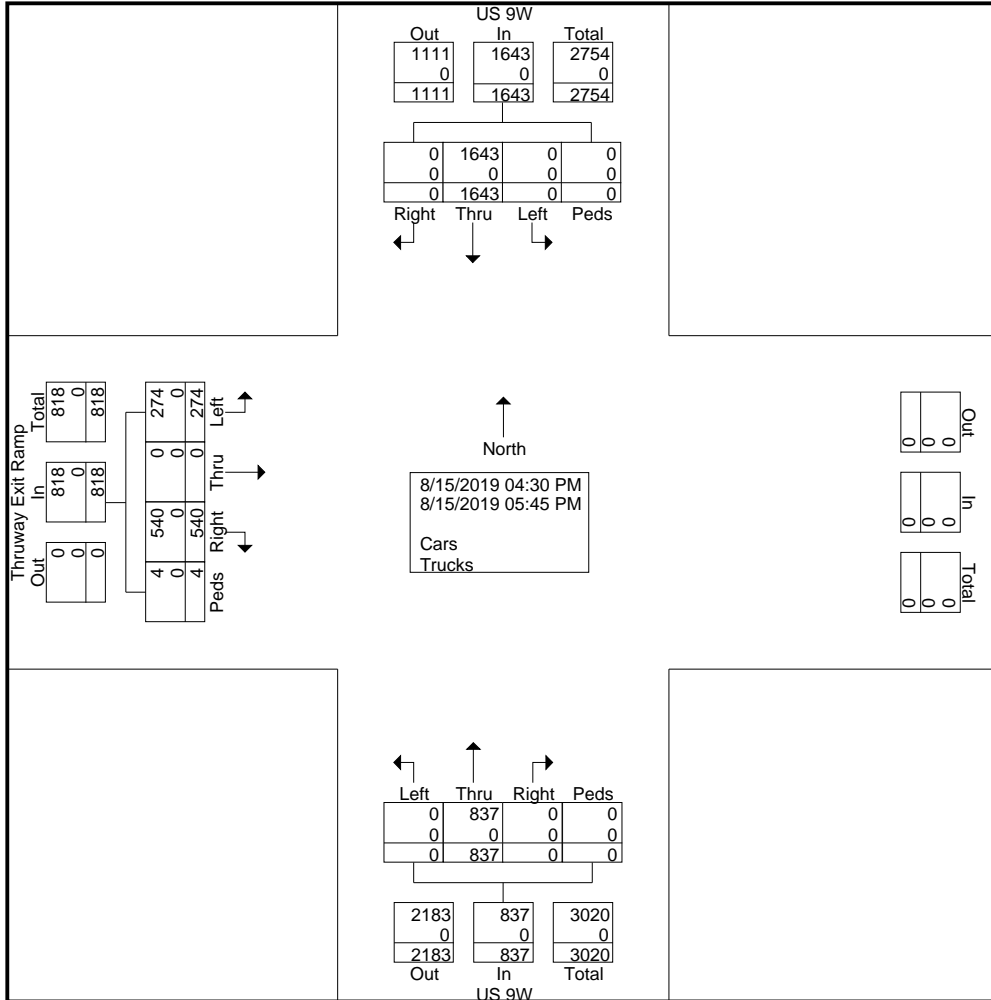 US 9W
Out In Total
1111 1643 2754
0 0 0
1111 1643 2754
0 1643 0 0
0 0 0 0
0 1643 0 0
Right Thru Left Peds
Thruway Exit Ramp
Total In Out
818 818 0
0 0 0
818 818 0
274 0 540 4
0 0 0 0
274 0 540 4
Left Thru Right Peds
North
8/15/2019 04:30 PM
8/15/2019 05:45 PM
Cars
Trucks
Out In Total
0 0 0
0 0 0
0 0 0
Left Thru Right Peds
0 837 0 0
0 0 0 0
0 837 0 0
2183 837 3020
0 0 0
2183 837 3020
Out In Total
US 9W